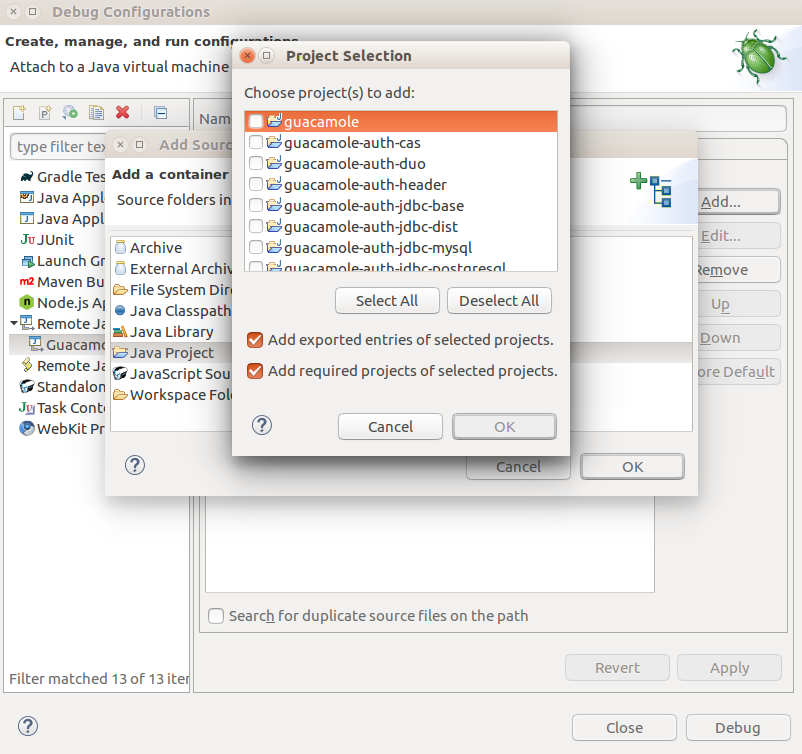 Debug Configurations
Create, manage, and run configurations
Attach to a Java virtual machine
type filter tex
Gradle Tes
Java Appl
Java Appl
JUnit
Launch Gr
Maven Bu
Node.js Ap
Remote Ja
Guacamo
Remote Ja
Standalon
Task Conte
WebKit Pr
Filter matched 13 of 13 iter
Name
Add...
Edit...
Remove
Up
Down
ore Default
Search for duplicate source files on the path
Revert
Apply
Close
Debug
Add Sourc
Add a container
Source folders in
Archive
External Archiv
File System Dire
Java Classpath
Java Library
Java Project
JavaScript Sou
Workspace Fol
Cancel
OK
Project Selection
Choose project(s) to add:
guacamole
guacamole-auth-cas
guacamole-auth-duo
guacamole-auth-header
guacamole-auth-jdbc-base
guacamole-auth-jdbc-dist
guacamole-auth-jdbc-mysql
guacamole-auth-jdbc-postgresql
Select All
Deselect All
Add exported entries of selected projects.
Add required projects of selected projects.
Cancel
OK